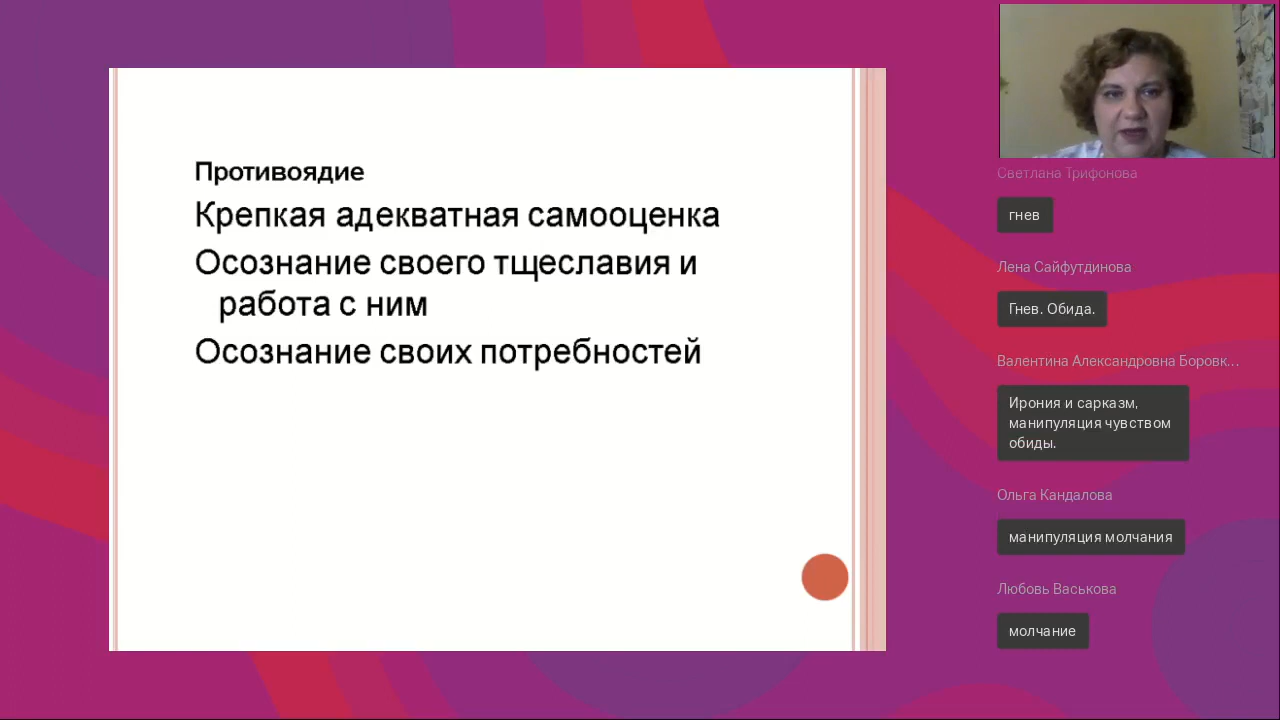 Противоядие
Крепкая адекватная самооценка
Осознание своего тщеславия и
работа с ним
Осознание своих потребностей
Светлана Трифонова
гнев
Лена Сайфутдинова
Гнев. Обида.
Валентина Александровна Боровк...
Ирония и сарказм,
манипуляция чувством
обиды.
Ольга Кандалова
манипуляция молчания
Любовь Васькова
молчание